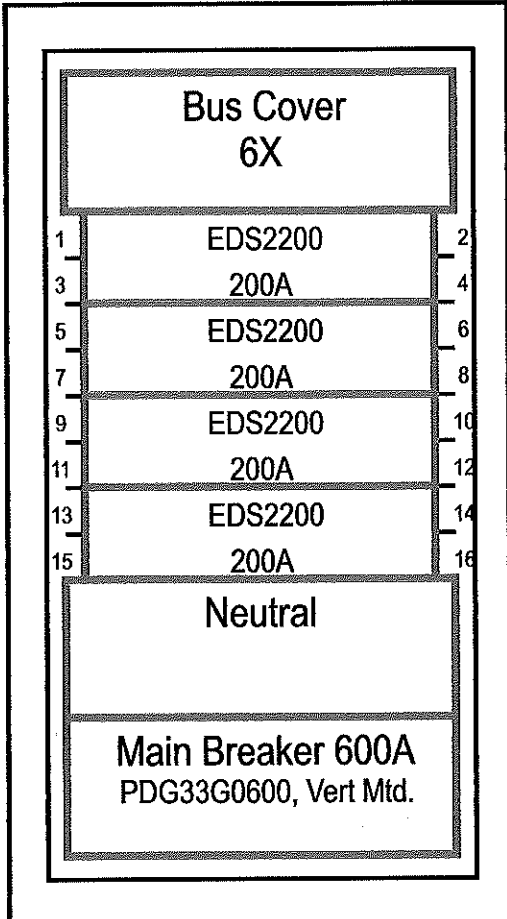 Bus Cover
6X
1 EDS2200 2
3 200A 4
5 EDS2200 6
7 200A 8
9 EDS2200 10
11 200A 12
13 EDS2200 14
15 200A 16
Neutral
Main Breaker 600A
PDG33G0600, Vert Mtd.